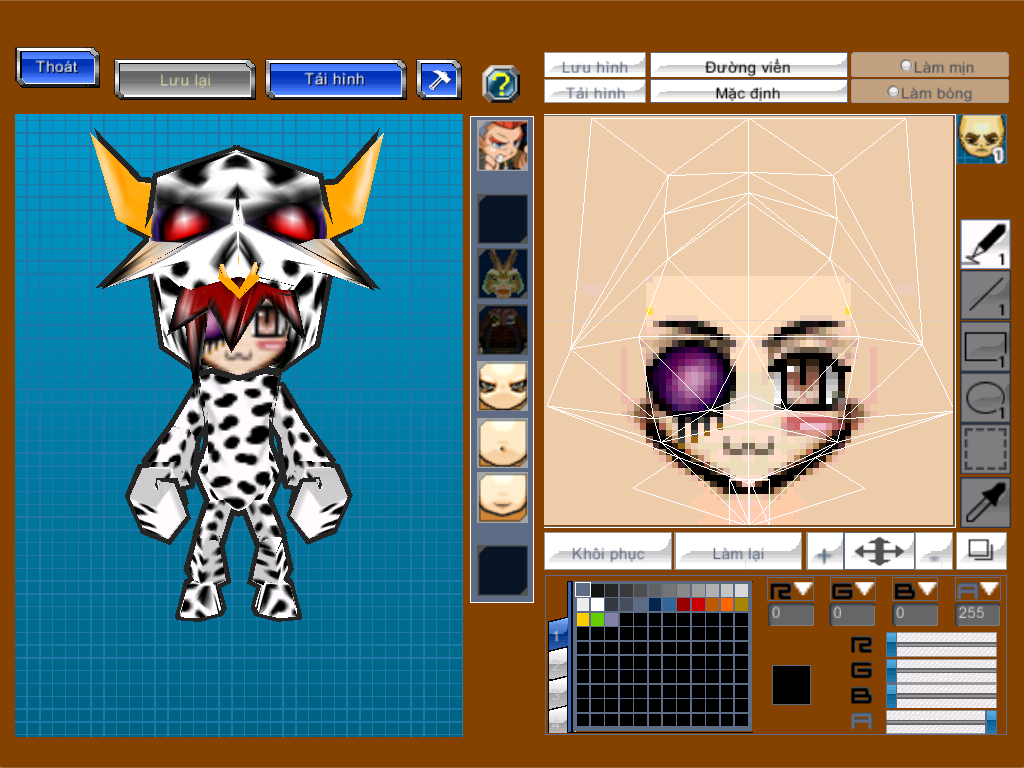 Thoát
Lưu lại
Tải hình
?
Lưu hình
Đường viền
Làm mịn
Tải hình
Mặc định
Làm bóng
1
1
1
1
1
Khôi phục
Làm lại
+
-
R
G
B
A
0
0
0
255
1
R
G
B
A